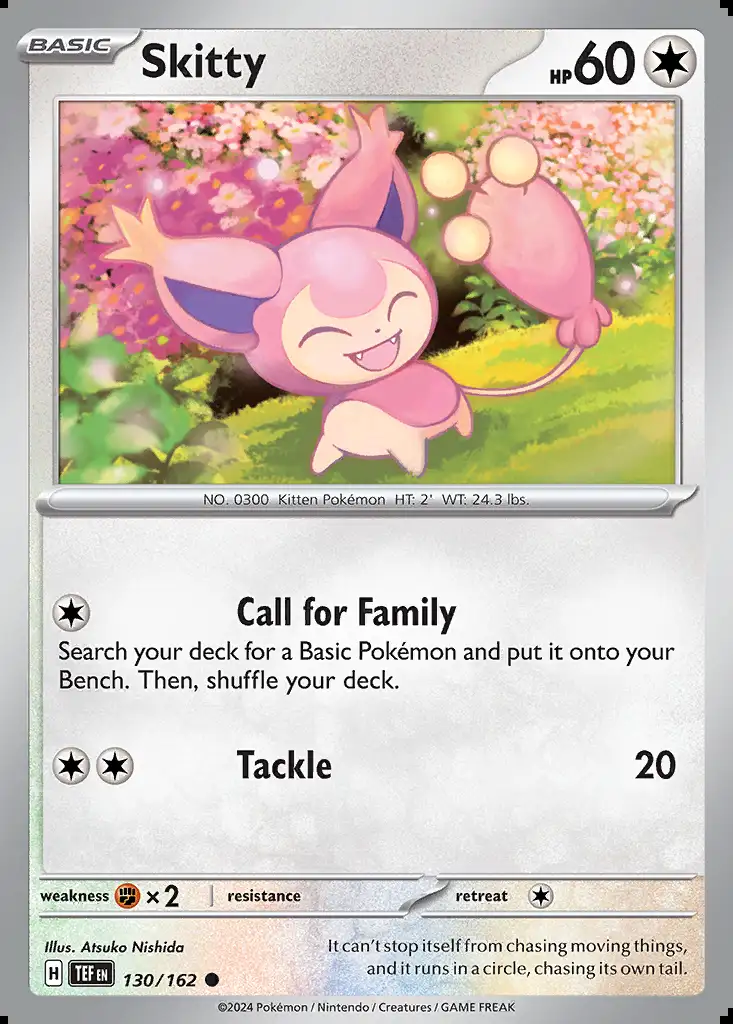 BASIC
Skitty
HP60
NO. 0300 Kitten Pokémon HT: 2' WT: 24.3 lbs.
Call for Family
Search your deck for a Basic Pokémon and put it onto your
Bench. Then, shuffle your deck.
Tackle 20
weakness ×2 resistance retreat
Illus. Atsuko Nishida
H TEF EN 130/162
It can't stop itself from chasing moving things,
and it runs in a circle, chasing its own tail.
©2024 Pokémon / Nintendo / Creatures / GAME FREAK